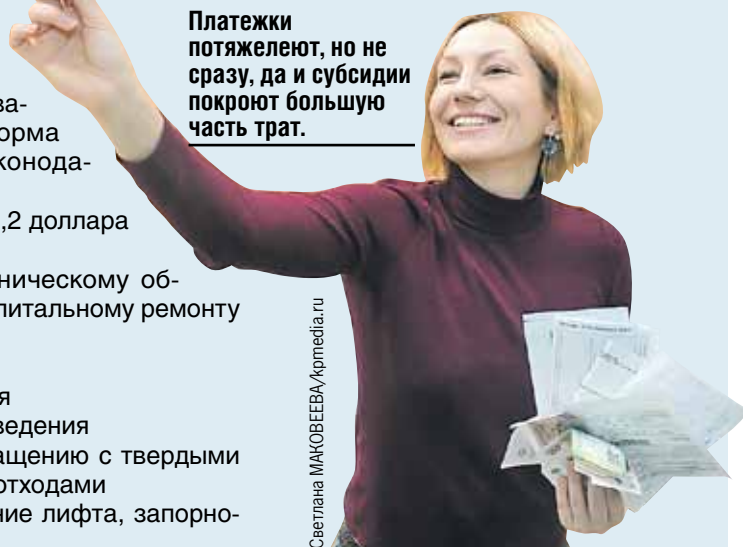 Платежки
потяжелеют, но не
сразу, да и субсидии
покроют большую
часть трат.
ва-
орма
конода-
,2 доллара
ническому об-
питальному ремонту
я
ведения
ащению с твердыми
отходами
ние лифта, запорно-
Светлана МАКОВЕЕВА/kpmedia.ru